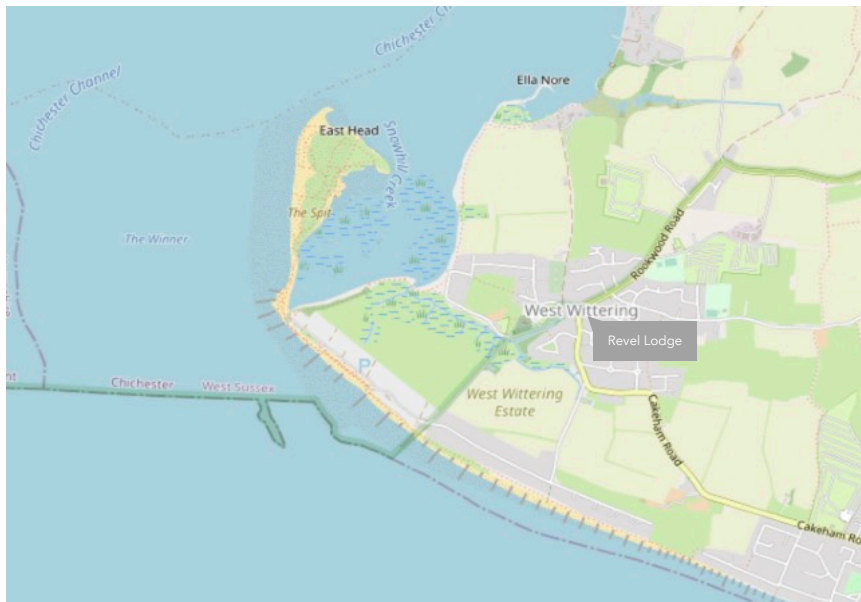 Chichester Channel
Chichester Ch
Ella Nore
East Head
Snowhill Creek
The Spit
The Winner
Rookwood Road
West Wittering
Revel Lodge
P
Chichester
West Sussex
nt
West Wittering
Estate
Cakeham Road
Cakeham Ro